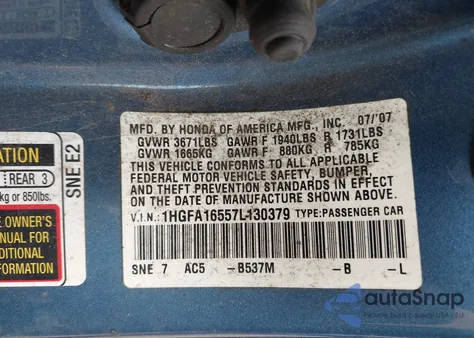 MFD. BY HONDA OF AMERICA MFG., INC. 07/'07
GVWR 3671LBS GAWR F 1940LBS R 1731LBS
GVWR 1665KG GAWR F 880KG R 785KG
THIS VEHICLE CONFORMS TO ALL APPLICABLE
FEDERAL MOTOR VEHICLE SAFETY, BUMPER,
AND THEFT PREVENTION STANDARDS IN EFFECT
ON THE DATE OF MANUFACTURE SHOWN ABOVE.
V.I.N.: 1HGFA16557L130379 TYPE:PASSENGER CAR
SNE 7 AC5 -B537M -B -L
SNE E2
ATION
REAR 3
kg or 850lbs.
E OWNER'S
NUAL FOR
DDITIONAL
RMATION
autoSnap